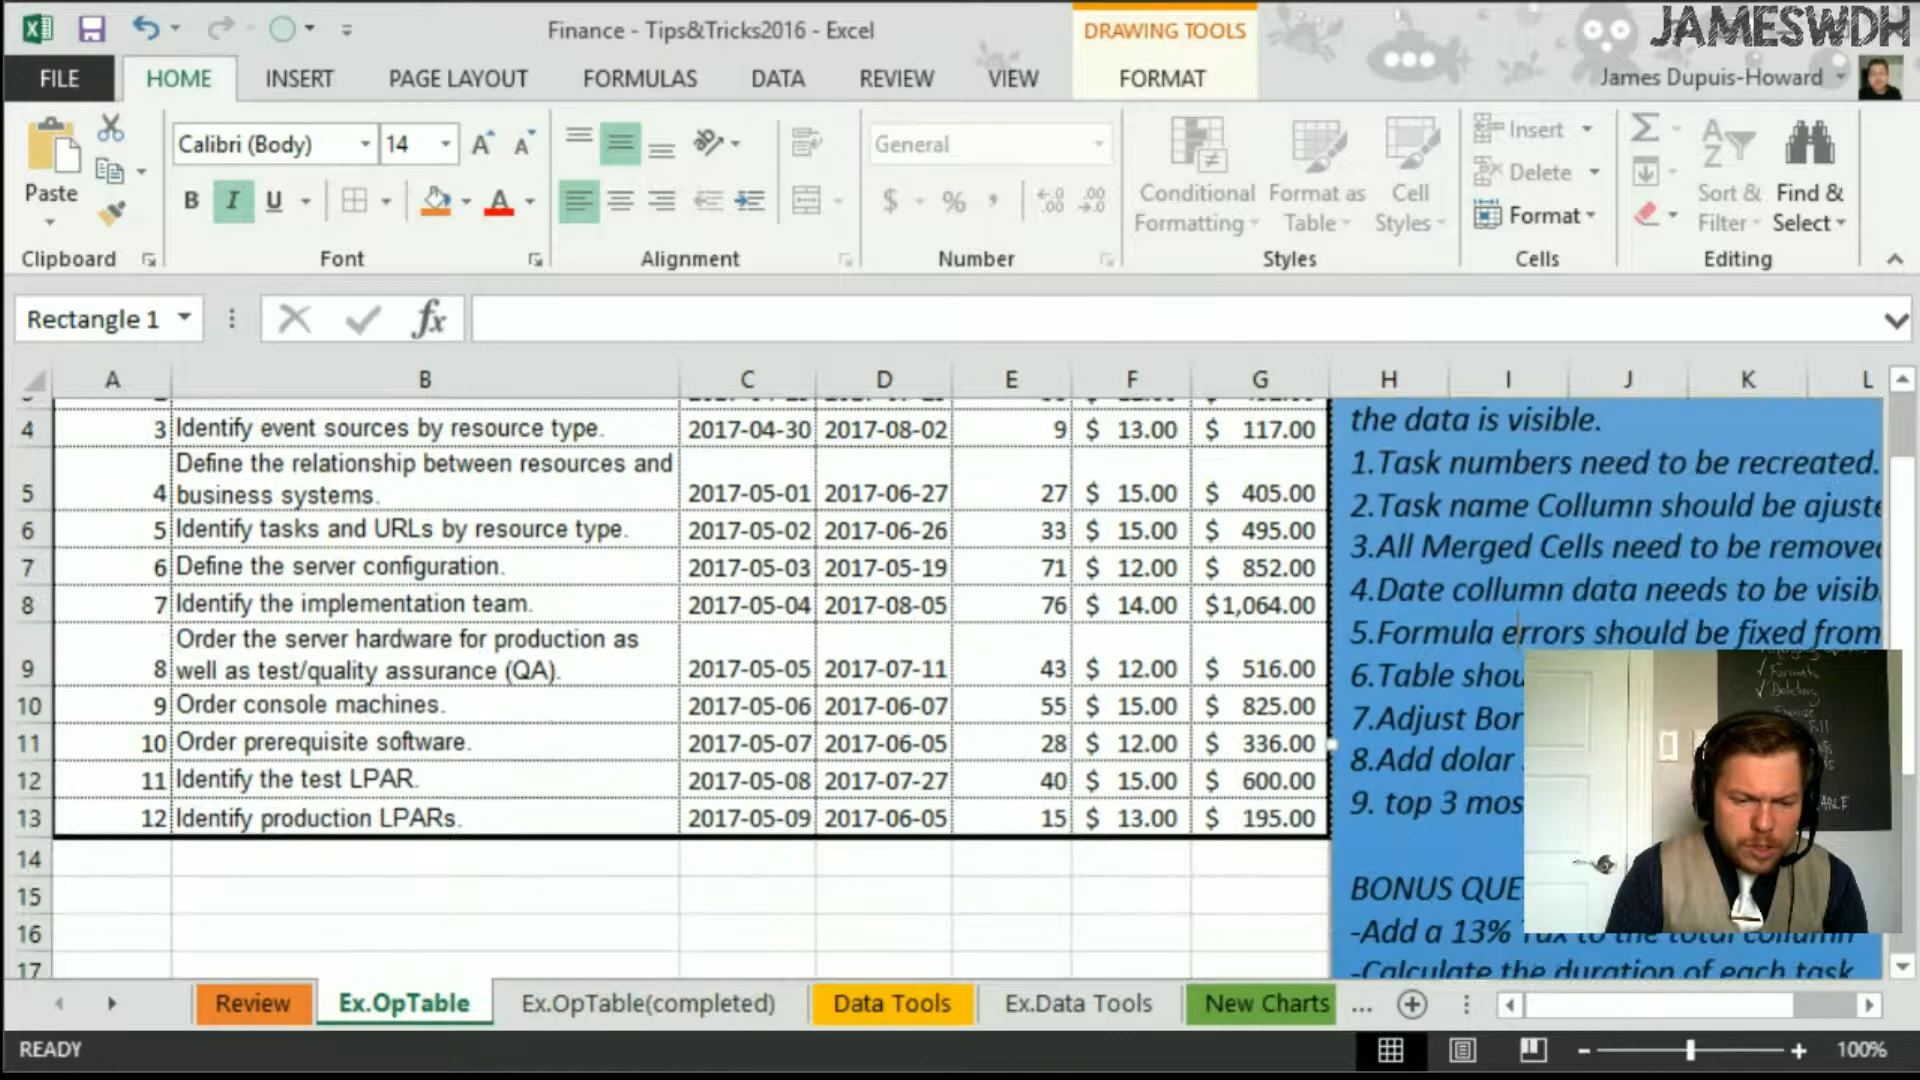 Finance - Tips&Tricks2016 - Excel
DRAWING TOOLS
JAMESWDH
FILE
HOME
INSERT
PAGE LAYOUT
FORMULAS
DATA
REVIEW
VIEW
FORMAT
James Dupuis-Howard
Paste
Calibri (Body)
14
B I U
A
General
$ % ,
Conditional Formatting
Format as Table
Cell Styles
Insert
Delete
Format
Sort & Filter
Find & Select
Clipboard
Font
Alignment
Number
Styles
Cells
Editing
Rectangle 1
fx
A B C D E F G H I J K L
4 3 Identify event sources by resource type. 2017-04-30 2017-08-02 9 $ 13.00 $ 117.00
5 4 Define the relationship between resources and
business systems. 2017-05-01 2017-06-27 27 $ 15.00 $ 405.00
6 5 Identify tasks and URLs by resource type. 2017-05-02 2017-06-26 33 $ 15.00 $ 495.00
7 6 Define the server configuration. 2017-05-03 2017-05-19 71 $ 12.00 $ 852.00
8 7 Identify the implementation team. 2017-05-04 2017-08-05 76 $ 14.00 $1,064.00
9 8 Order the server hardware for production as
well as test/quality assurance (QA). 2017-05-05 2017-07-11 43 $ 12.00 $ 516.00
10 9 Order console machines. 2017-05-06 2017-06-07 55 $ 15.00 $ 825.00
11 10 Order prerequisite software. 2017-05-07 2017-06-05 28 $ 12.00 $ 336.00
12 11 Identify the test LPAR. 2017-05-08 2017-07-27 40 $ 15.00 $ 600.00
13 12 Identify production LPARs. 2017-05-09 2017-06-05 15 $ 13.00 $ 195.00
14
15
16
17
the data is visible.
1.Task numbers need to be recreated.
2.Task name Collumn should be ajuste
3.All Merged Cells need to be removed
4.Date collumn data needs to be visib
5.Formula errors should be fixed from
6.Table shou
7.Adjust Bor
8.Add dolar
9. top 3 mos
BONUS QUE
-Add a 13% Tax to the total collumn
-Calculate the duration of each task
Review
Ex.OpTable
Ex.OpTable(completed)
Data Tools
Ex.Data Tools
New Charts
...
READY
100%